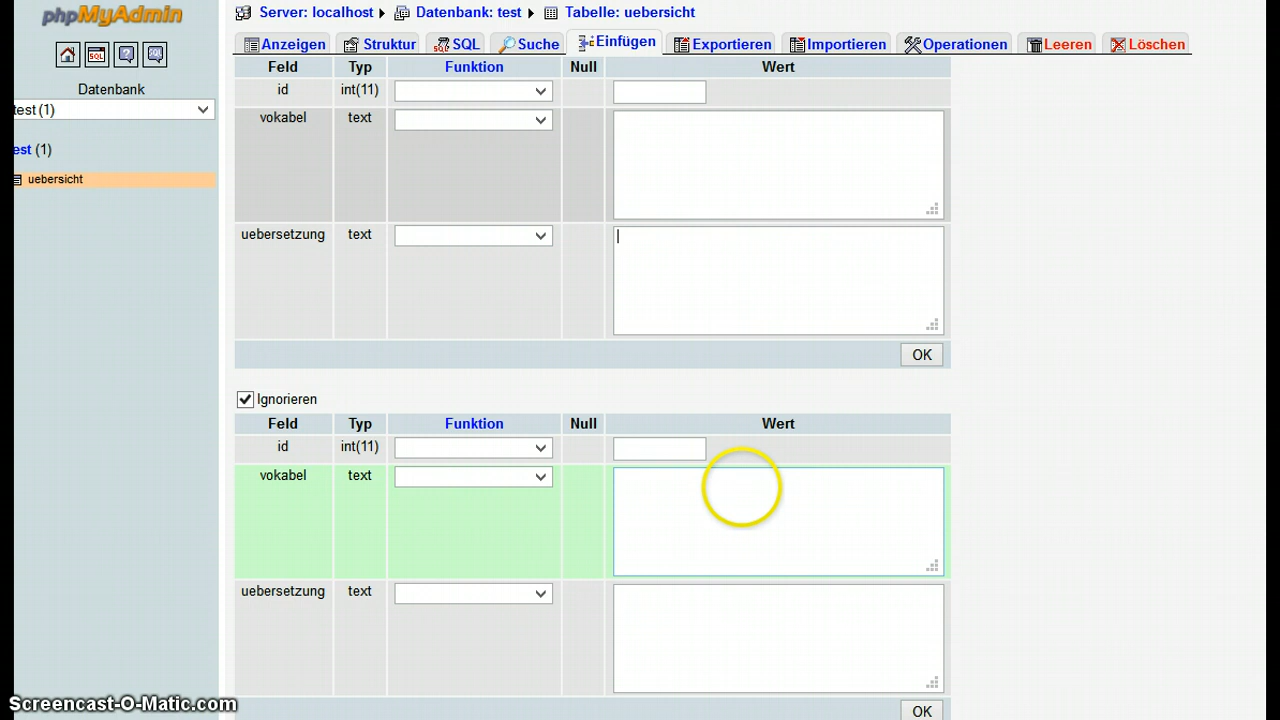 phpMyAdmin
Server: localhost Datenbank: test Tabelle: uebersicht
Anzeigen Struktur SQL Suche Einfügen Exportieren Importieren Operationen Leeren Löschen
SQL
Datenbank
test (1)
est (1)
uebersicht
Feld Typ Funktion Null Wert
id int(11)
vokabel text
uebersetzung text
OK
Ignorieren
Feld Typ Funktion Null Wert
id int(11)
vokabel text
uebersetzung text
OK
Screencast-O-Matic.com